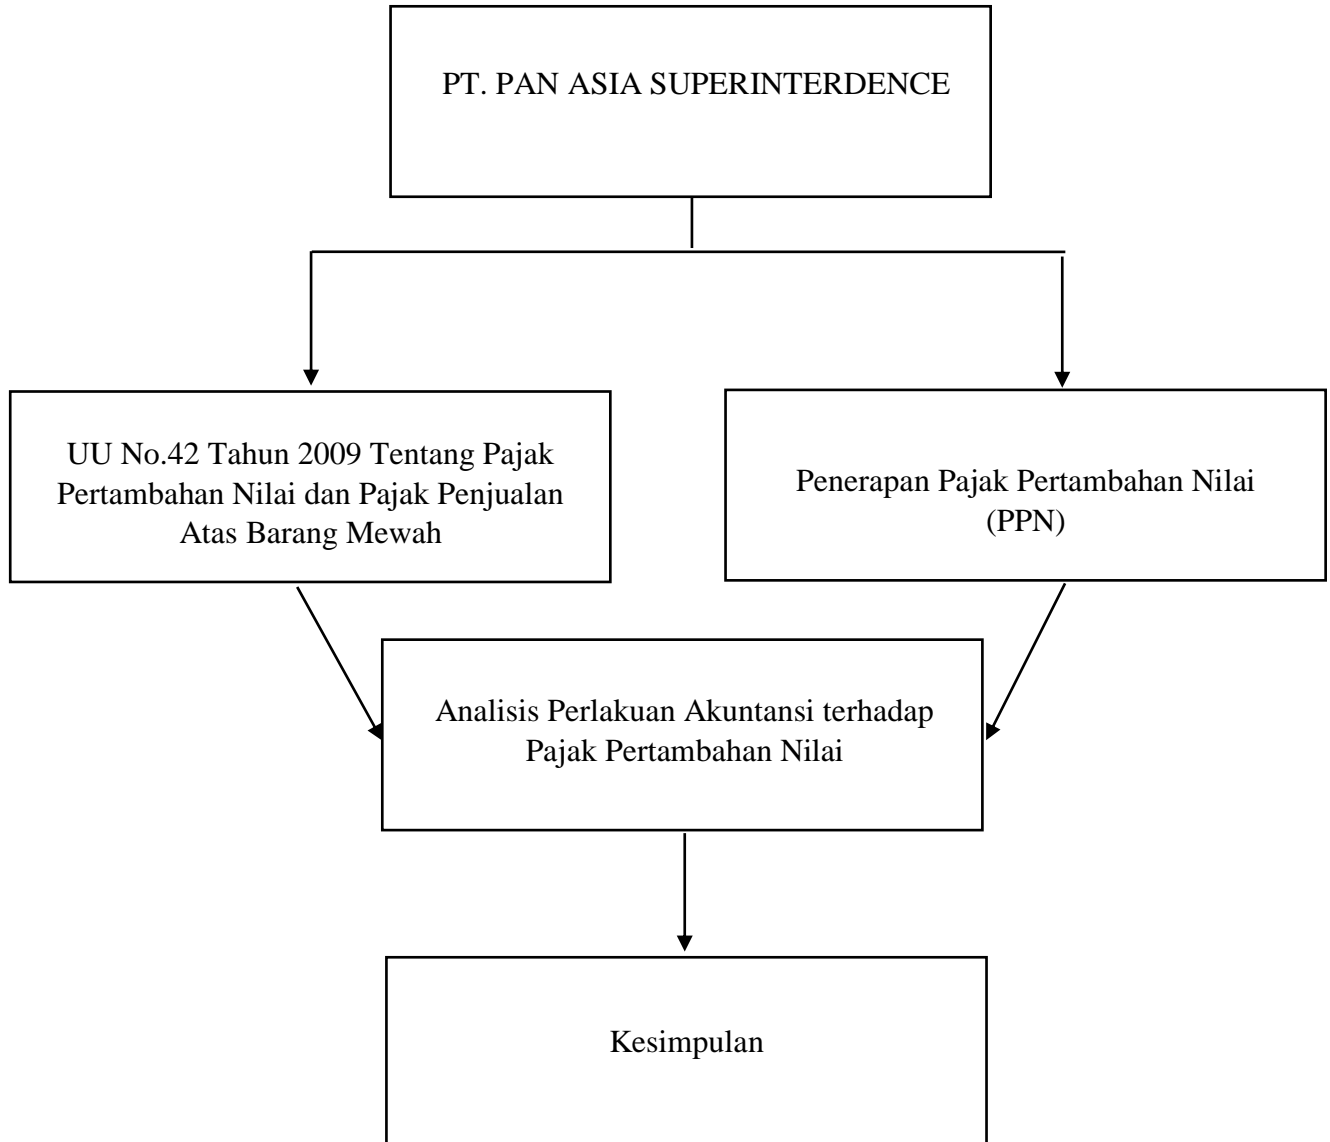 PT. PAN ASIA SUPERINTERDENCE
UU No.42 Tahun 2009 Tentang Pajak
Pertambahan Nilai dan Pajak Penjualan
Atas Barang Mewah
Penerapan Pajak Pertambahan Nilai
(PPN)
Analisis Perlakuan Akuntansi terhadap
Pajak Pertambahan Nilai
Kesimpulan